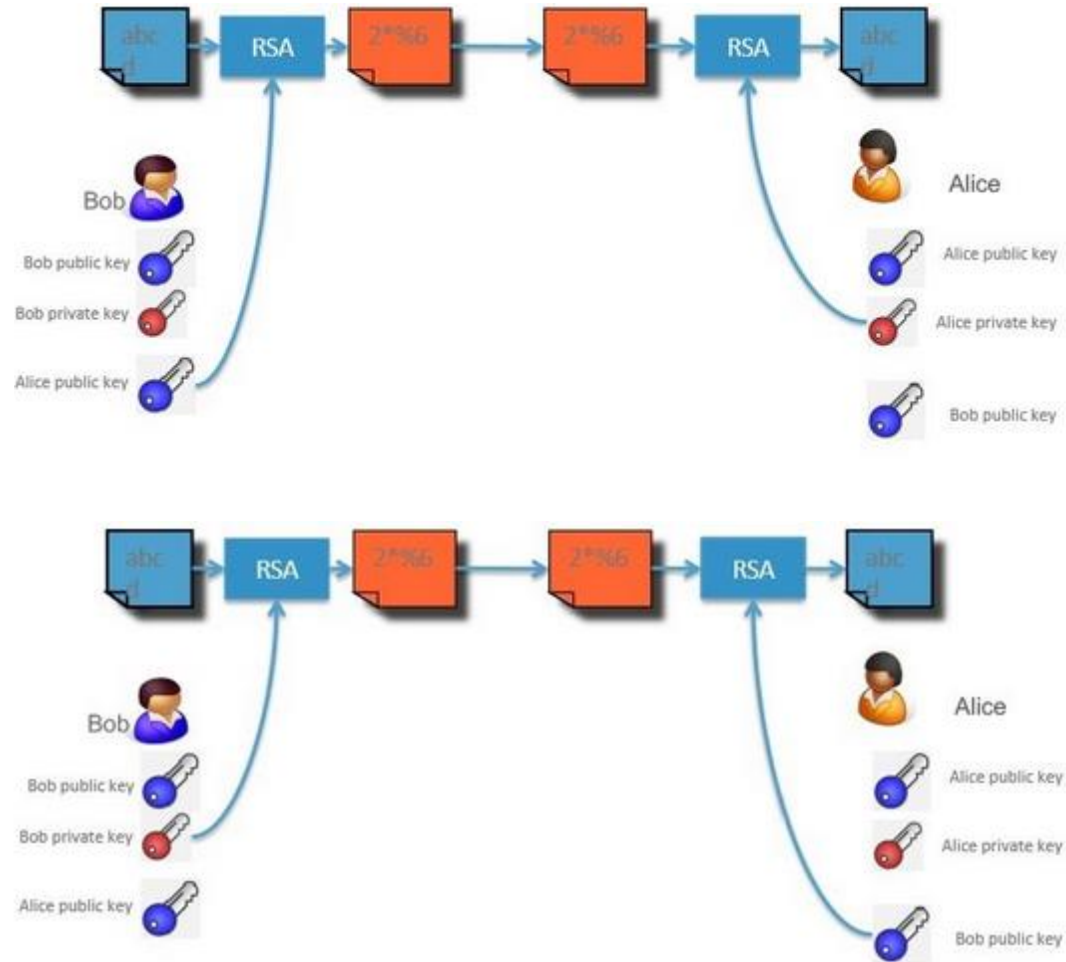 abc
d
RSA
2*%6
2*%6
RSA
abc
d
Bob
Alice
Bob public key
Alice public key
Bob private key
Alice private key
Alice public key
Bob public key
abc
d
RSA
2*%6
2*%6
RSA
abc
d
Bob
Alice
Bob public key
Alice public key
Bob private key
Alice private key
Alice public key
Bob public key